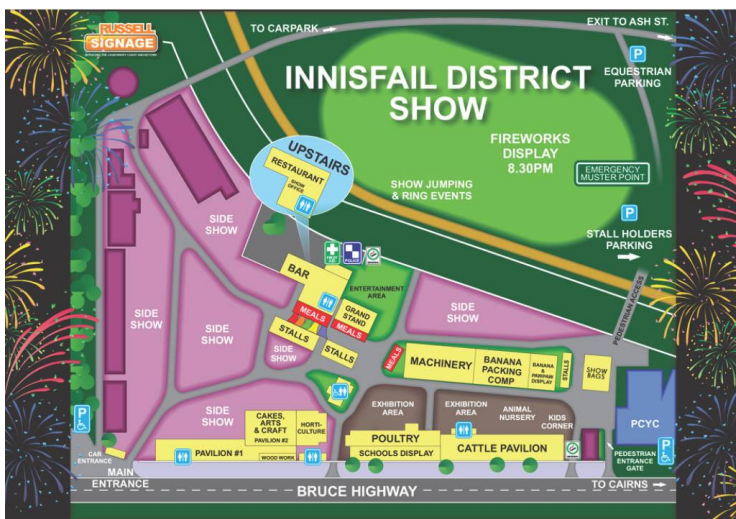 RUSSELL
SIGNAGE
TO CARPARK
EXIT TO ASH ST.
P
EQUESTRIAN
PARKING
INNISFAIL DISTRICT
SHOW
FIREWORKS
DISPLAY
8.30PM
EMERGENCY
MUSTER POINT
UPSTAIRS
RESTAURANT
SHOW
OFFICE
SHOW JUMPING
& RING EVENTS
P
STALL HOLDERS
PARKING
SIDE
SHOW
FIRST
AID
POLICE
BAR
ENTERTAINMENT
AREA
PEDESTRIAN ACCESS
SIDE
SHOW
SIDE
SHOW
SIDE
SHOW
MEALS
GRAND
STAND
MEALS
STALLS
STALLS
SIDE
SHOW
MEALS
MACHINERY
BANANA
PACKING
COMP
BANANA
&
PAWPAW
DISPLAY
STALLS
SHOW
BAGS
SIDE
SHOW
CAKES,
ARTS
& CRAFT
PAVILION #2
HORTI-
CULTURE
EXHIBITION
AREA
EXHIBITION
AREA
ANIMAL
NURSERY
KIDS
CORNER
PCYC
P
CAR
ENTRANCE
PAVILION #1
WOOD WORK
POULTRY
SCHOOLS DISPLAY
CATTLE PAVILION
PEDESTRIAN
ENTRANCE
GATE
P
MAIN
ENTRANCE
BRUCE HIGHWAY
TO CAIRNS